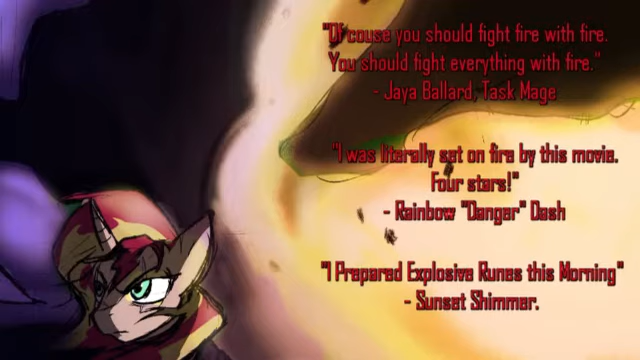 "Of couse you should fight fire with fire.
You should fight everything with fire."
- Jaya Ballard, Task Mage
"I was literally set on fire by this movie.
Four stars!"
- Rainbow "Danger" Dash
"I Prepared Explosive Runes this Morning"
- Sunset Shimmer.